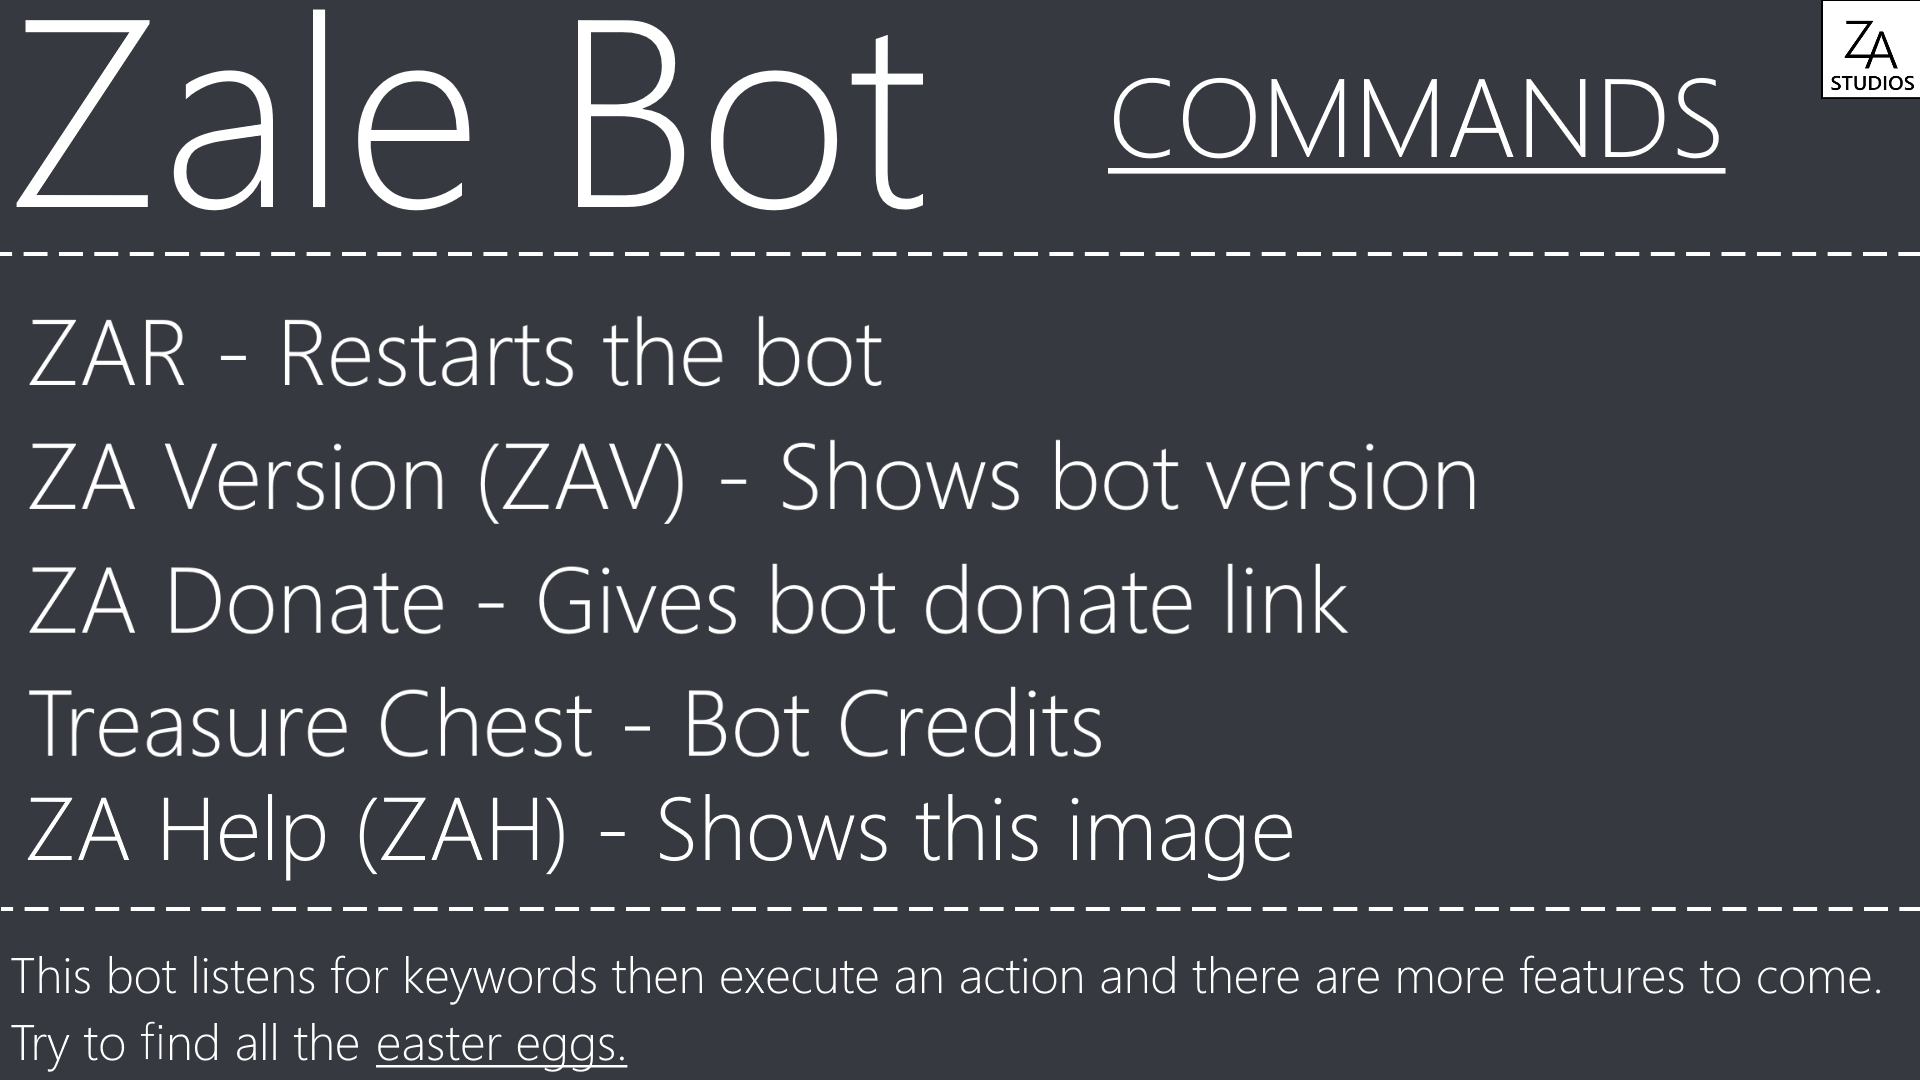 Zale Bot COMMANDS
ZA
STUDIOS
ZAR - Restarts the bot
ZA Version (ZAV) - Shows bot version
ZA Donate - Gives bot donate link
Treasure Chest - Bot Credits
ZA Help (ZAH) - Shows this image
This bot listens for keywords then execute an action and there are more features to come.
Try to find all the easter eggs.